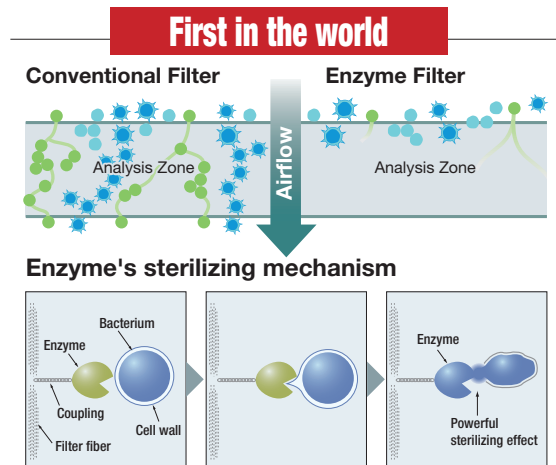 First in the world
Conventional Filter
Enzyme Filter
Airflow
Analysis Zone
Analysis Zone
Enzyme's sterilizing mechanism
Bacterium
Enzyme
Coupling
Cell wall
Filter fiber
Enzyme
Powerful
sterilizing effect